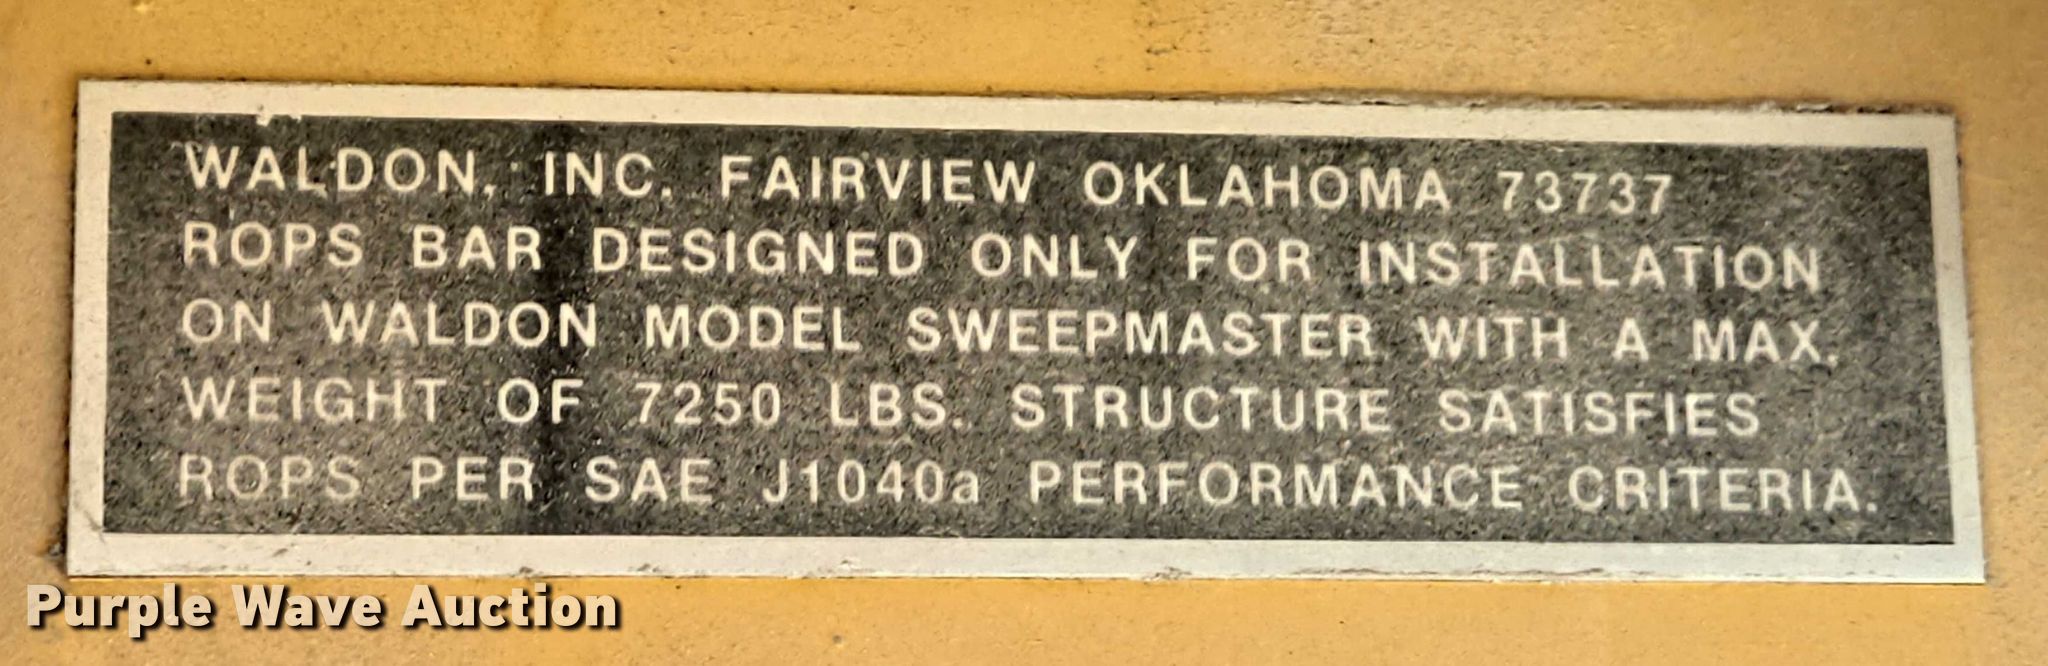 WALDON, INC. FAIRVIEW OKLAHOMA 73737
ROPS BAR DESIGNED ONLY FOR INSTALLATION
ON WALDON MODEL SWEEPMASTER WITH A MAX.
WEIGHT OF 7250 LBS. STRUCTURE SATISFIES
ROPS PER SAE J1040a PERFORMANCE CRITERIA.
Purple Wave Auction